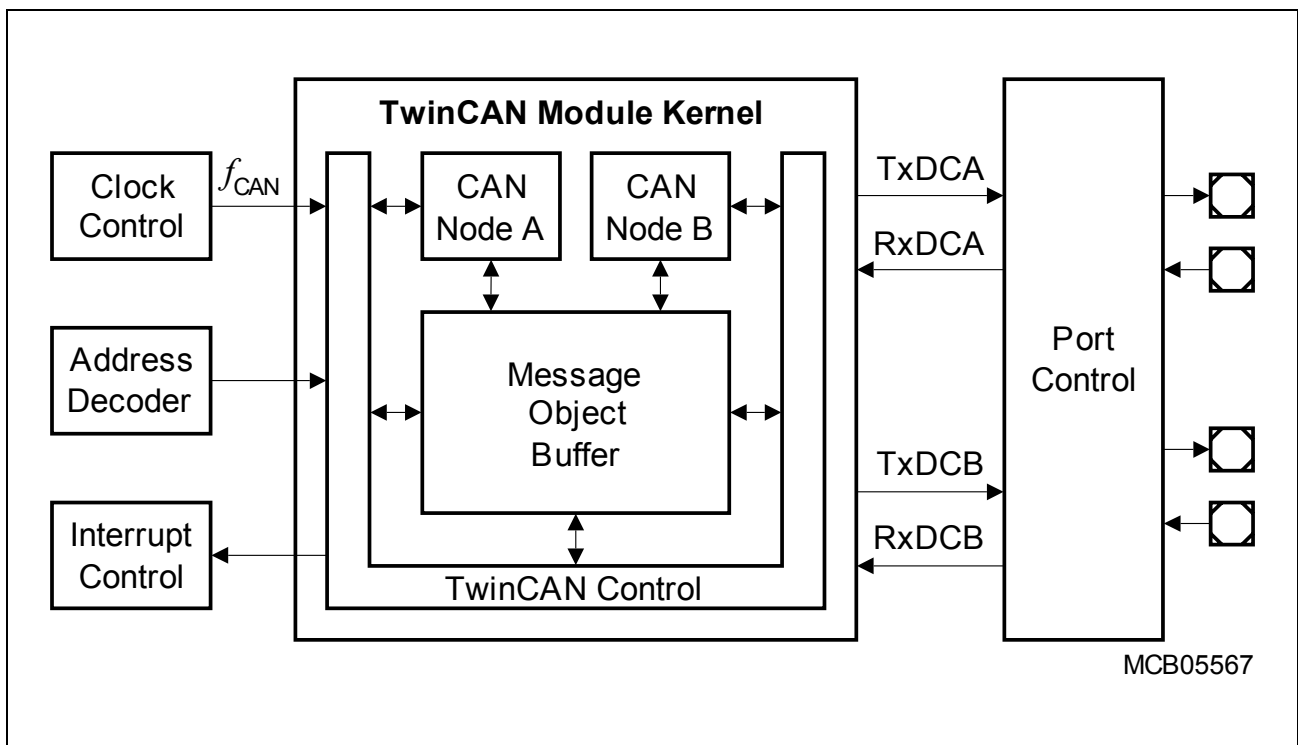 TwinCAN Module Kernel
Clock
Control
fCAN
CAN
Node A
CAN
Node B
TxDCA
RxDCA
Address
Decoder
Message
Object
Buffer
Port
Control
Interrupt
Control
TxDCB
RxDCB
TwinCAN Control
MCB05567